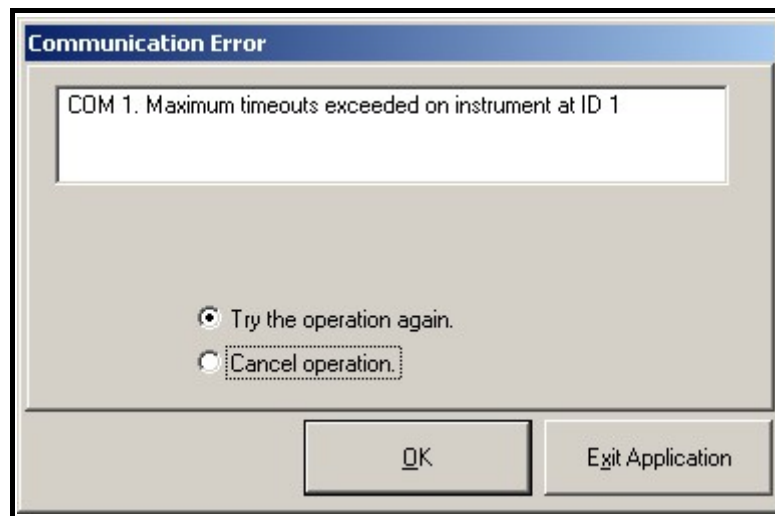 Communication Error
COM 1. Maximum timeouts exceeded on instrument at ID 1
Try the operation again.
Cancel operation.
OK
Exit Application